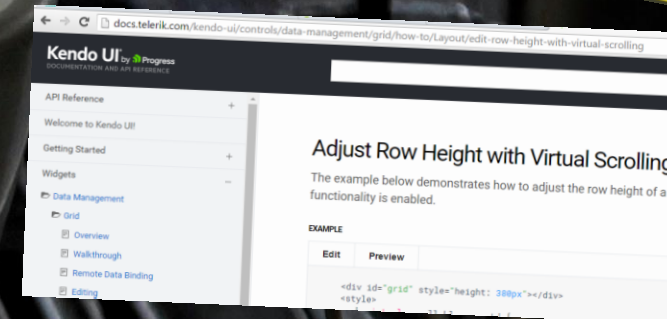 docs.telerik.com/kendo-ui/controls/data-management/grid/how-to/Layout/edit-row-height-with-virtual-scrolling
Kendo UI by Progress
DOCUMENTATION AND API REFERENCE
API Reference +
Welcome to Kendo UI!
Getting Started +
Widgets –
Data Management
Grid
Overview
Walkthrough
Remote Data Binding
Editing
Adjust Row Height with Virtual Scrolling
The example below demonstrates how to adjust the row height of a
functionality is enabled.
EXAMPLE
Edit Preview
<div id="grid" style="height: 380px"></div>
<style>